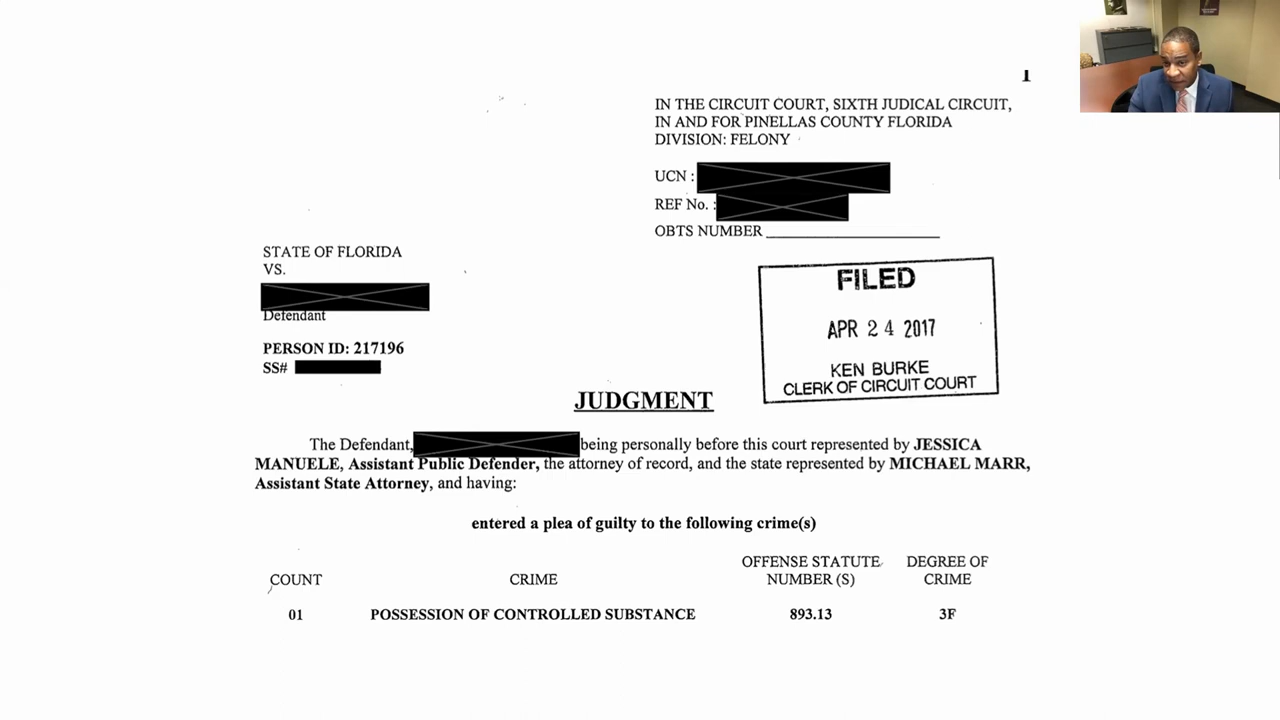 1
IN THE CIRCUIT COURT, SIXTH JUDICAL CIRCUIT,
IN AND FOR PINELLAS COUNTY FLORIDA
DIVISION: FELONY
UCN :
REF No. :
OBTS NUMBER
STATE OF FLORIDA
VS.
Defendant
PERSON ID: 217196
SS#
FILED
APR 24 2017
KEN BURKE
CLERK OF CIRCUIT COURT
JUDGMENT
The Defendant, being personally before this court represented by JESSICA
MANUELE, Assistant Public Defender, the attorney of record, and the state represented by MICHAEL MARR,
Assistant State Attorney, and having:
entered a plea of guilty to the following crime(s)
OFFENSE STATUTE DEGREE OF
COUNT CRIME NUMBER (S) CRIME
01 POSSESSION OF CONTROLLED SUBSTANCE 893.13 3F